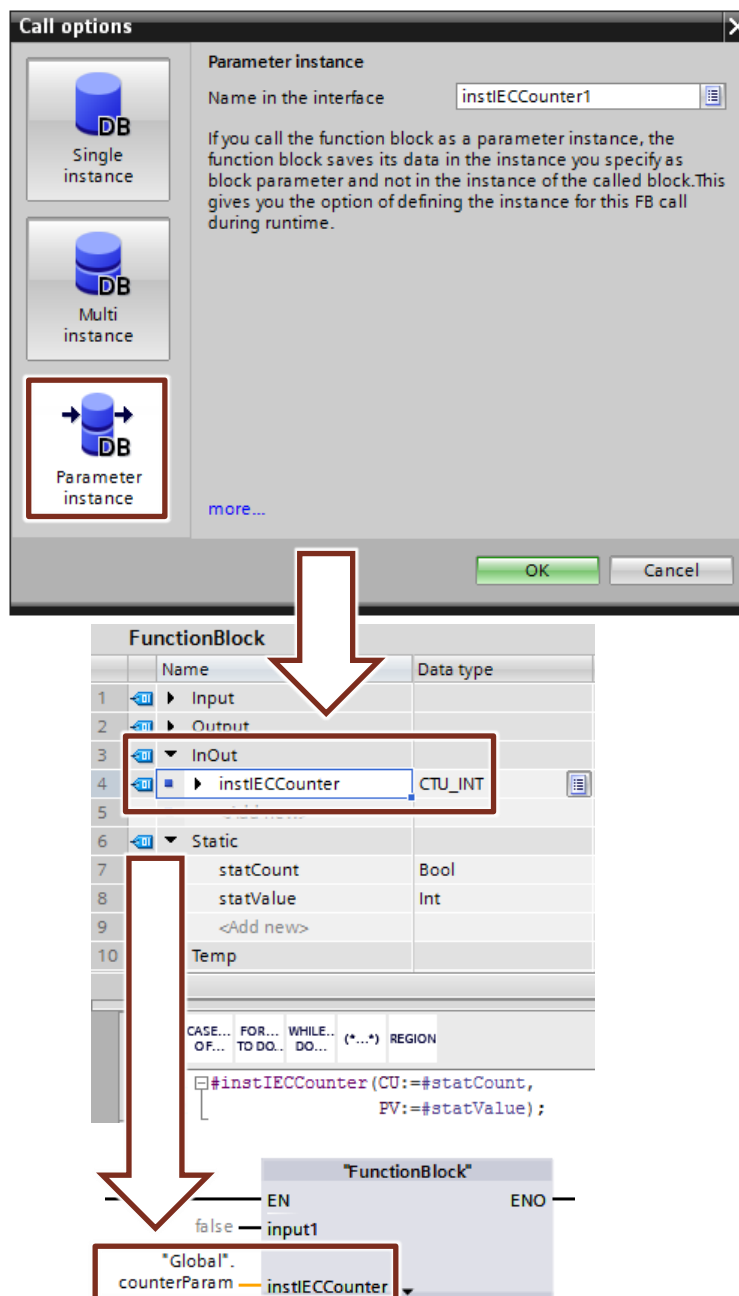 Call options
Parameter instance
Name in the interface instIECCounter1
If you call the function block as a parameter instance, the
function block saves its data in the instance you specify as
block parameter and not in the instance of the called block.This
gives you the option of defining the instance for this FB call
during runtime.
DB
Single
instance
DB
Multi
instance
DB
Parameter
instance
more...
OK Cancel
FunctionBlock
Name Data type
1 Input
2 Output
3 InOut
4 instIECCounter CTU_INT
5 <Add new>
6 Static
7 statCount Bool
8 statValue Int
9 <Add new>
10 Temp
CASE... FOR... WHILE.. (*...*) REGION
OF... TO DO.. DO...
#instIECCounter(CU:=#statCount,
PV:=#statValue);
"FunctionBlock"
EN ENO
false input1
"Global".
counterParam instIECCounter